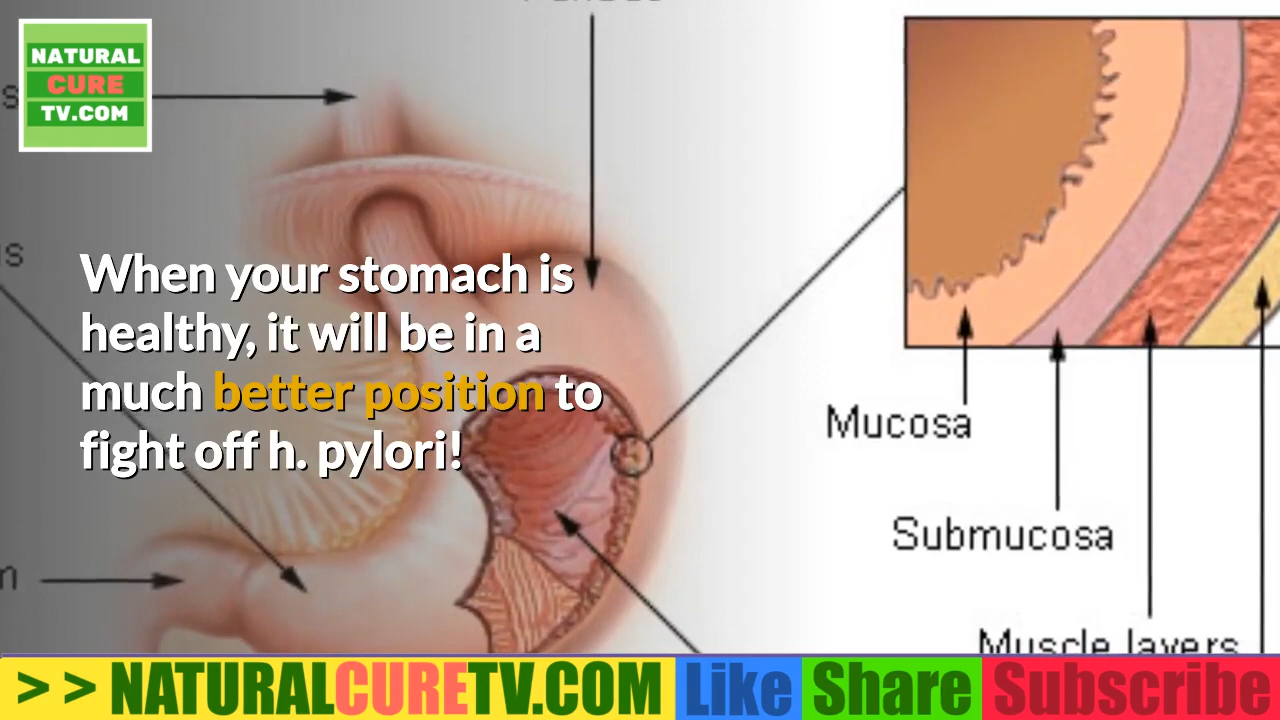 NATURAL
CURE
TV.COM
s
s
When your stomach is
healthy, it will be in a
much better position to
fight off h. pylori!
Mucosa
Submucosa
Muscle layers
> > NATURALCURETV.COM Like Share Subscribe